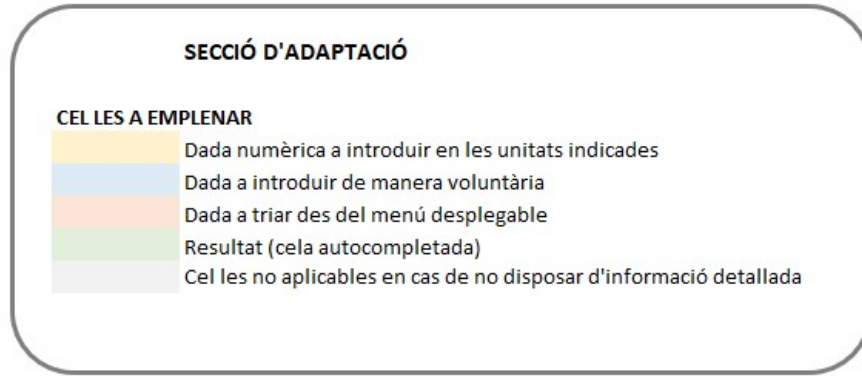 SECCIÓ D'ADAPTACIÓ
CEL LES A EMPLENAR
Dada numèrica a introduir en les unitats indicades
Dada a introduir de manera voluntària
Dada a triar des del menú desplegable
Resultat (cela autocompletada)
Cel les no aplicables en cas de no disposar d'informació detallada